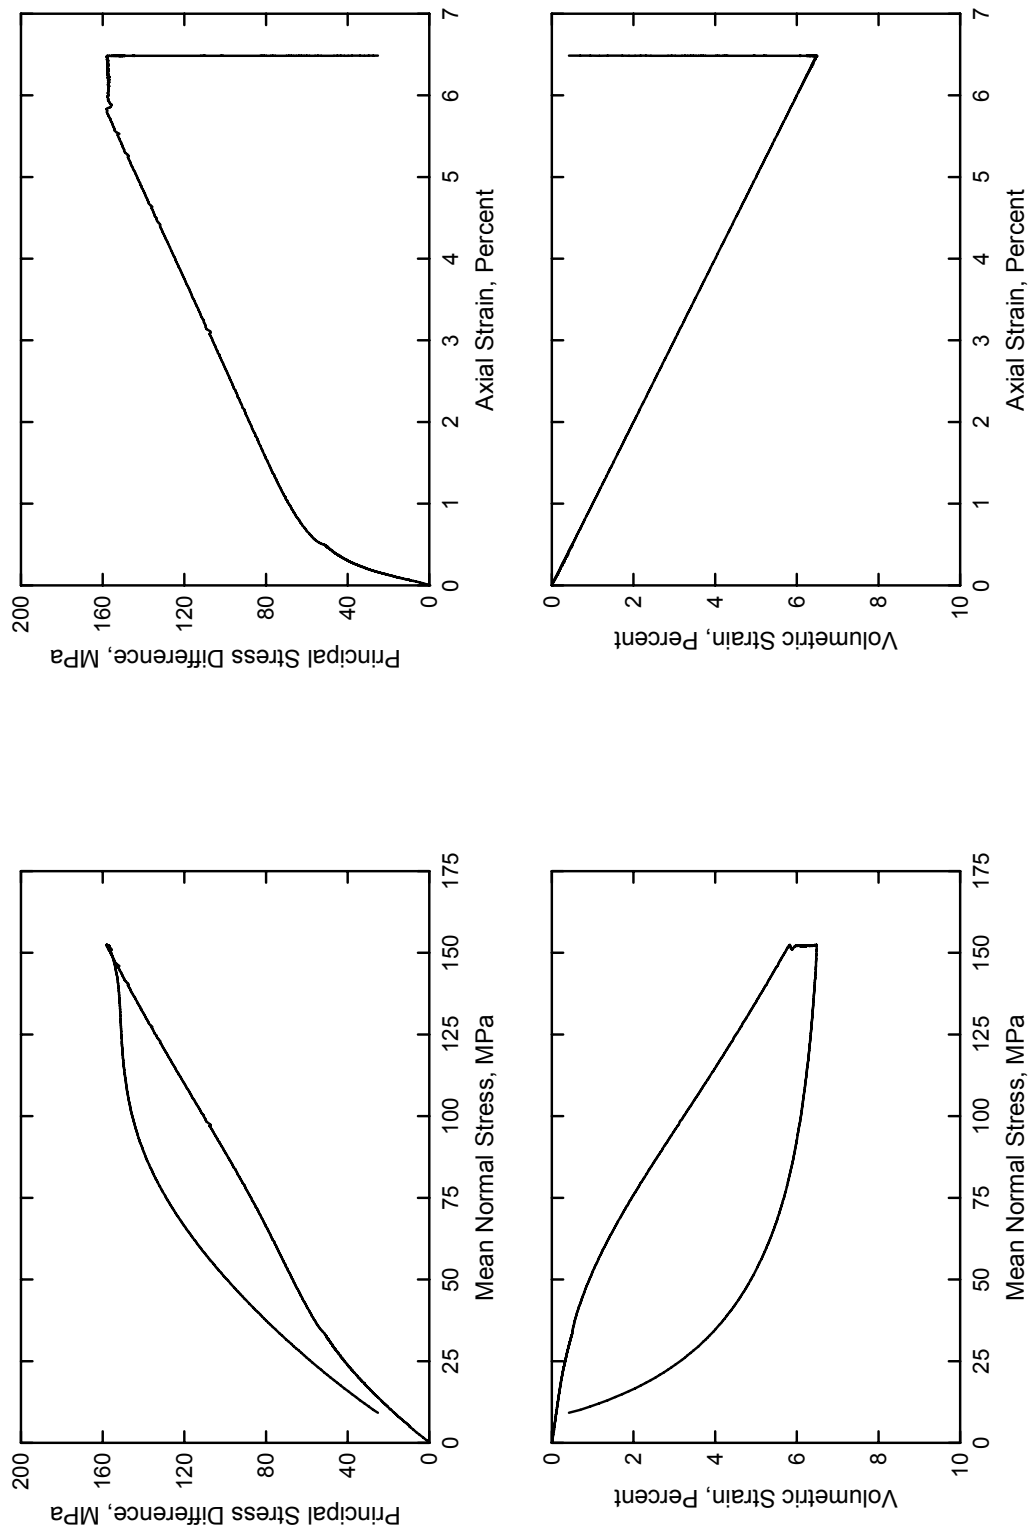 Principal Stress Difference, MPa
200
160
120
80
40
0
0 25 50 75 100 125 150 175
Mean Normal Stress, MPa
Principal Stress Difference, MPa
200
160
120
80
40
0
0 1 2 3 4 5 6 7
Axial Strain, Percent
Volumetric Strain, Percent
0
2
4
6
8
10
0 25 50 75 100 125 150 175
Mean Normal Stress, MPa
Volumetric Strain, Percent
0
2
4
6
8
10
0 1 2 3 4 5 6 7
Axial Strain, Percent